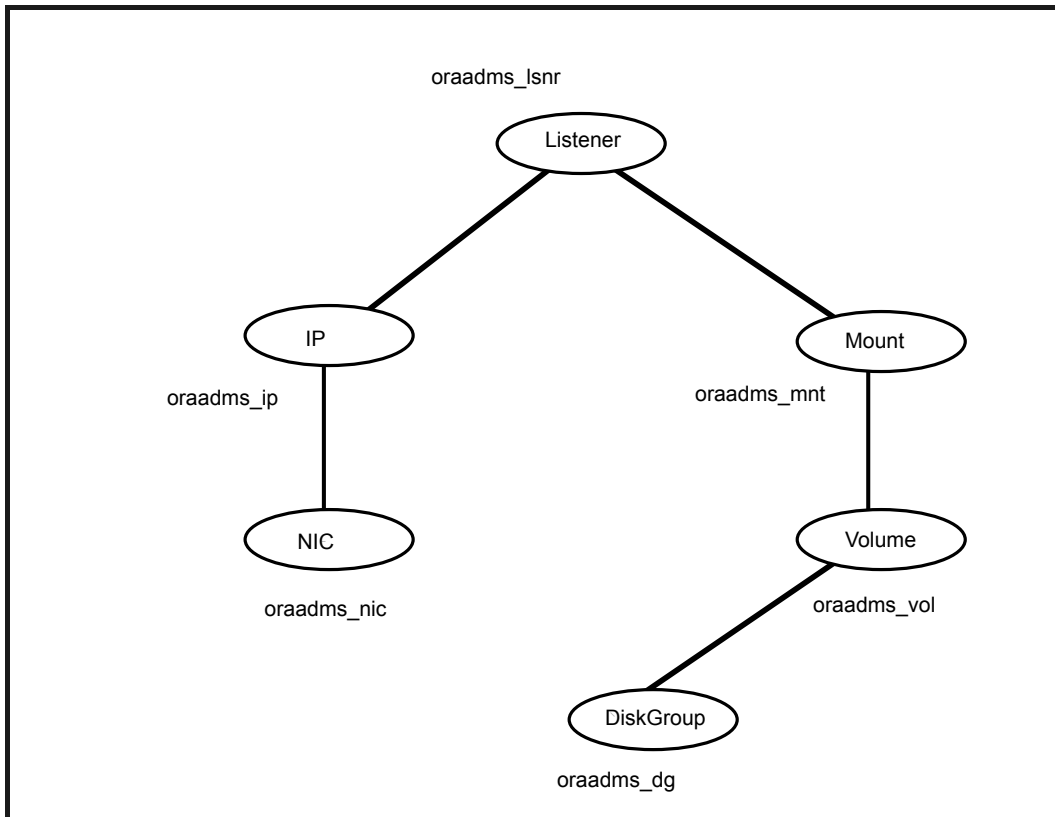 oraadms_lsnr
Listener
IP
Mount
oraadms_ip
oraadms_mnt
NIC
Volume
oraadms_nic
oraadms_vol
DiskGroup
oraadms_dg